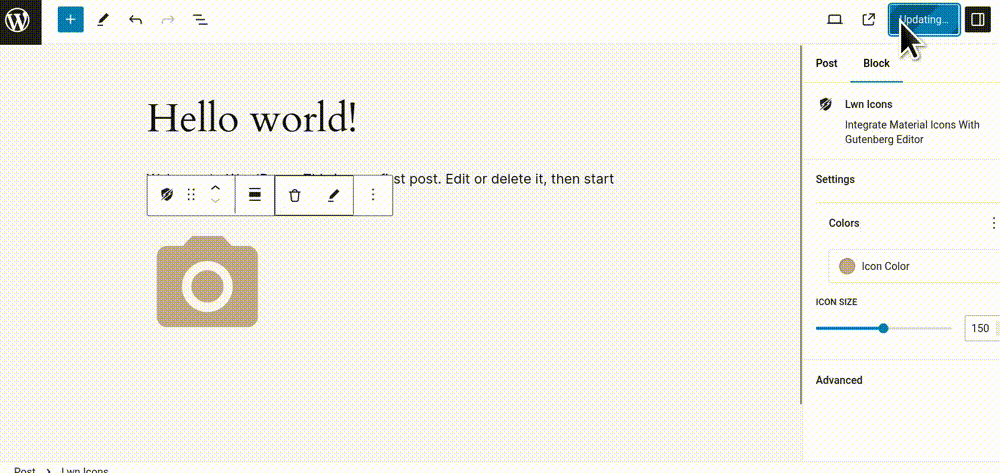 Updating...
Post
Block
Lwn Icons
Integrate Material Icons With
Gutenberg Editor
Hello world!
first post. Edit or delete it, then start
Settings
Colors
Icon Color
ICON SIZE
150
Advanced
Post > Lwn Icons